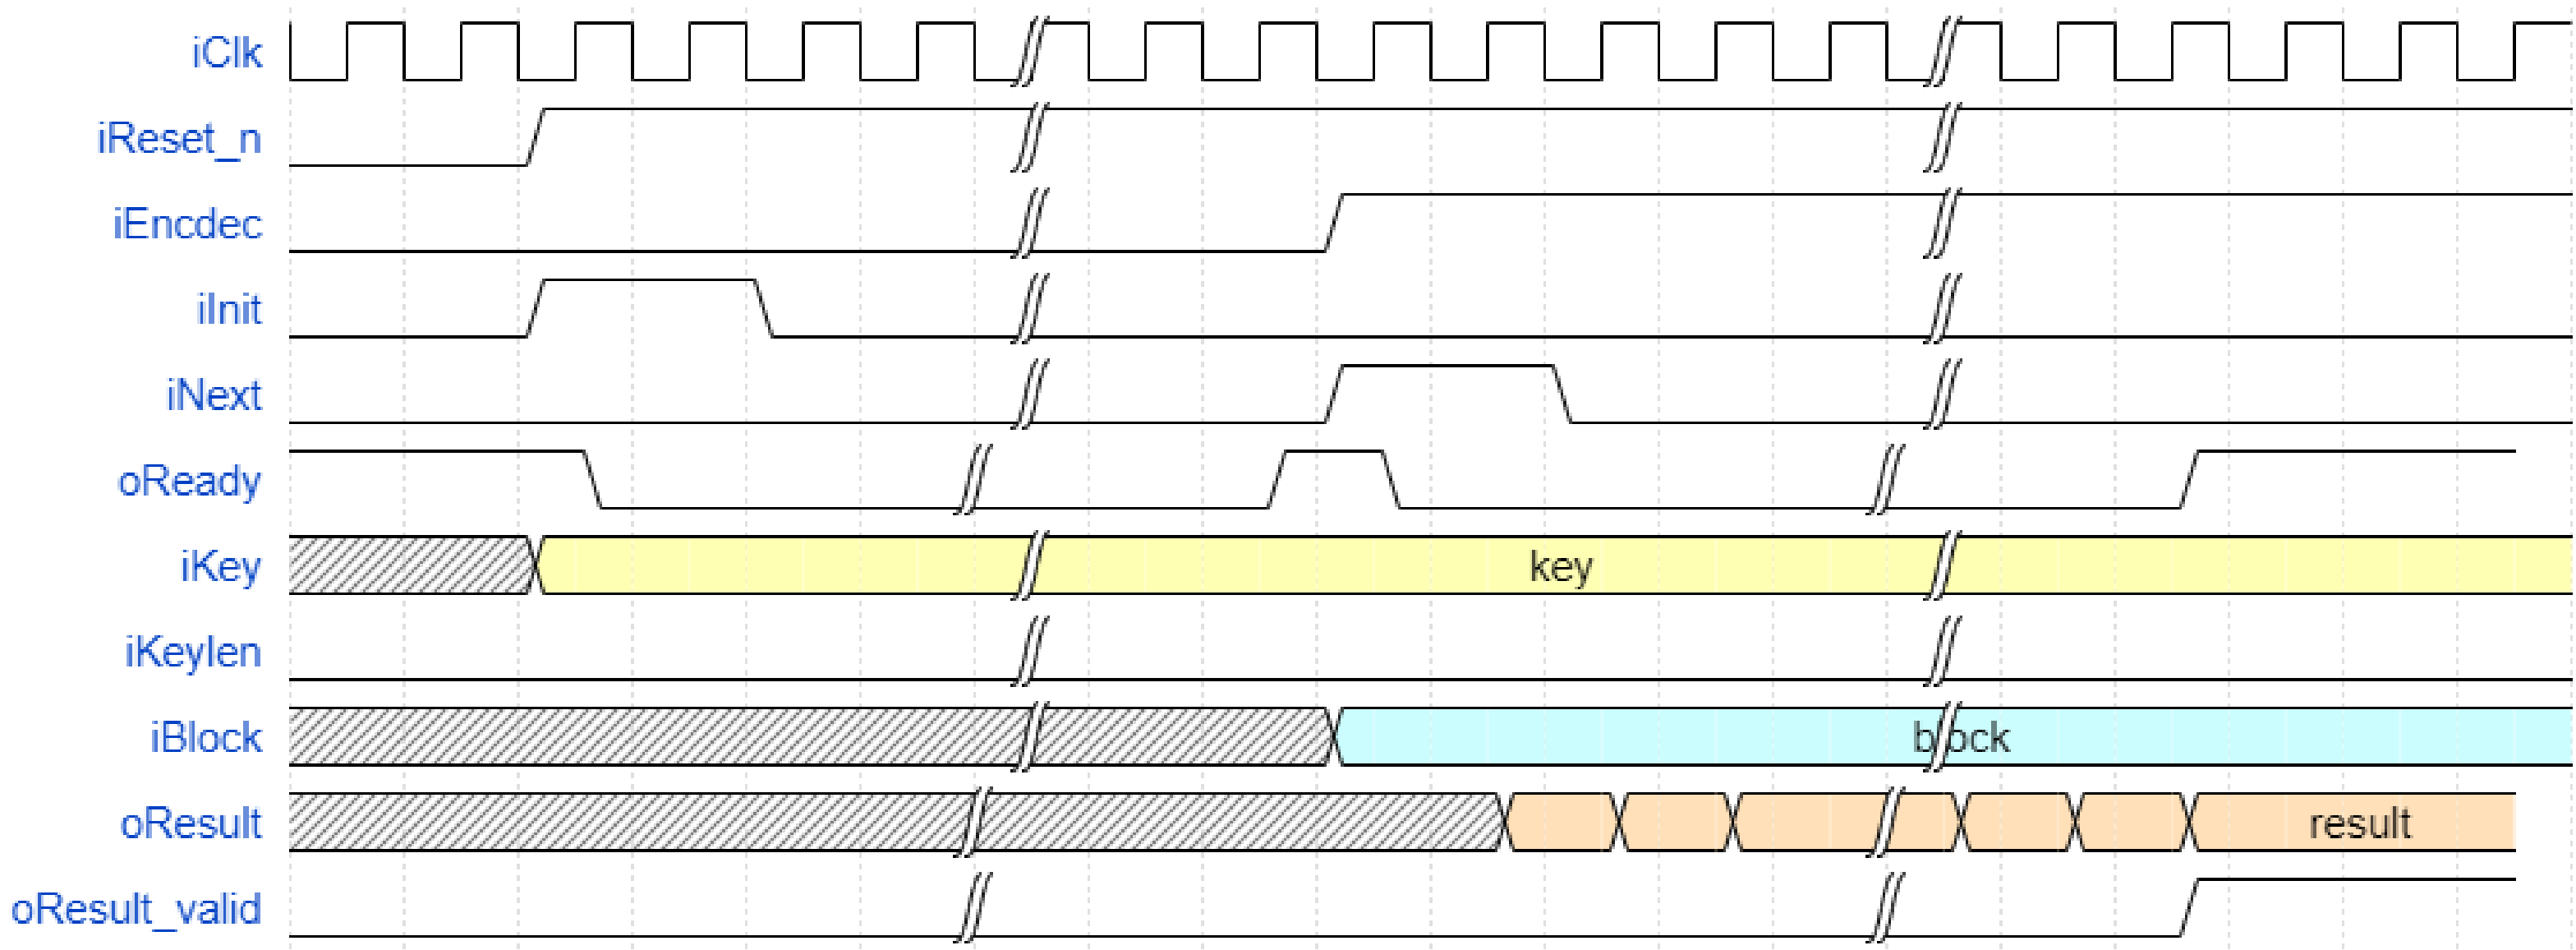 iClk
iReset_n
iEncdec
iInit
iNext
oReady
iKey
key
iKeylen
iBlock
block
oResult
result
oResult_valid